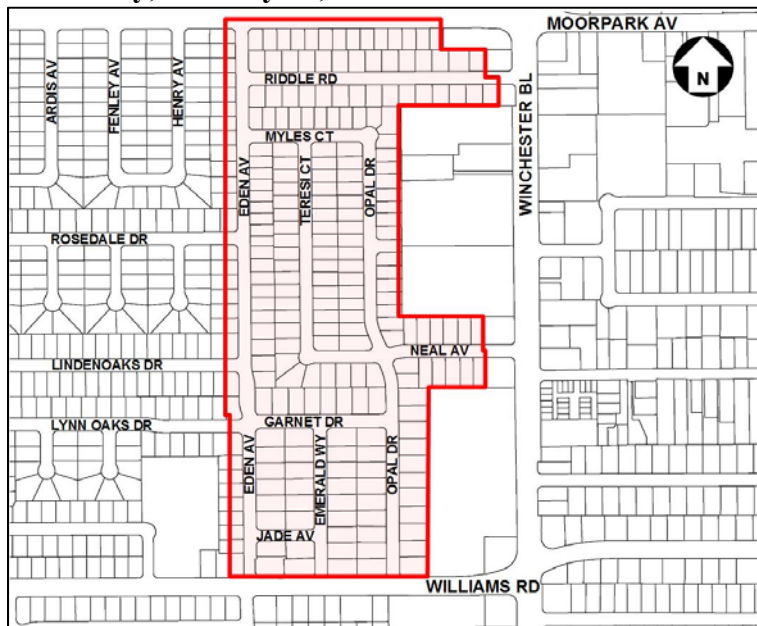 MOORPARK AV
N
RIDDLE RD
ARDIS AV
FENLEY AV
HENRY AV
WINCHESTER BL
MYLES CT
EDEN AV
TERESI CT
OPAL DR
ROSEDALE DR
NEAL AV
LINDENOAKS DR
GARNET DR
LYNN OAKS DR
EDEN AV
EMERALD WY
OPAL DR
JADE AV
WILLIAMS RD